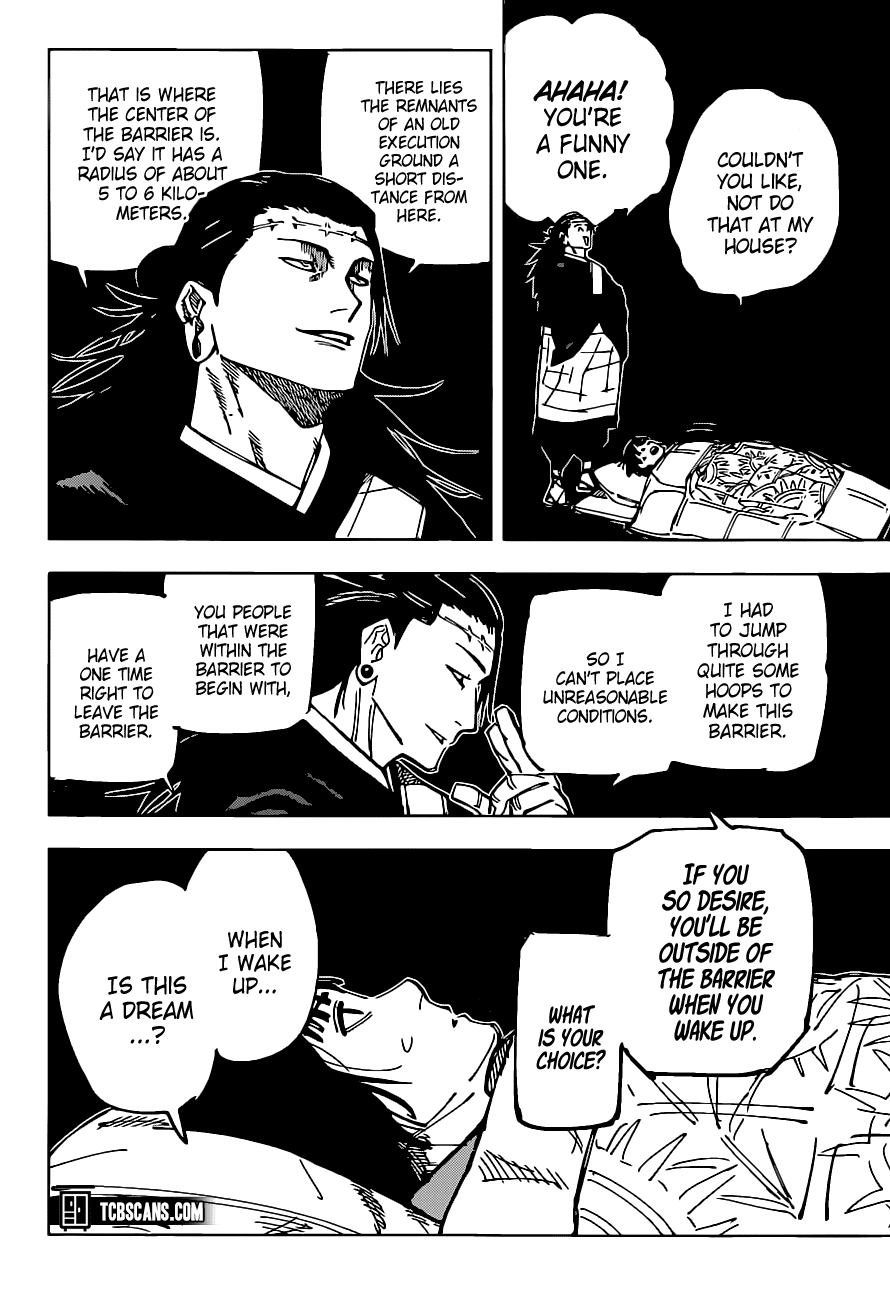 COULDN'T
YOU LIKE,
NOT DO
THAT AT MY
HOUSE?
AHAHA!
YOU'RE
A FUNNY
ONE.
THERE LIES
THE REMNANTS
OF AN OLD
EXECUTION
GROUND A
SHORT DIS-
TANCE FROM
HERE.
THAT IS WHERE
THE CENTER OF
THE BARRIER IS.
I'D SAY IT HAS A
RADIUS OF ABOUT
5 TO 6 KILO-
METERS.
I HAD
TO JUMP
THROUGH
QUITE SOME
HOOPS TO
MAKE THIS
BARRIER.
SO I
CAN'T PLACE
UNREASONABLE
CONDITIONS.
YOU PEOPLE
THAT WERE
WITHIN THE
BARRIER TO
BEGIN WITH,
HAVE A
ONE TIME
RIGHT TO
LEAVE THE
BARRIER.
IF YOU
SO DESIRE,
YOU'LL BE
OUTSIDE OF
THE BARRIER
WHEN YOU
WAKE UP.
WHAT
IS YOUR
CHOICE?
WHEN
I WAKE
UP...
IS THIS
A DREAM
...?
TCBSCANS.COM